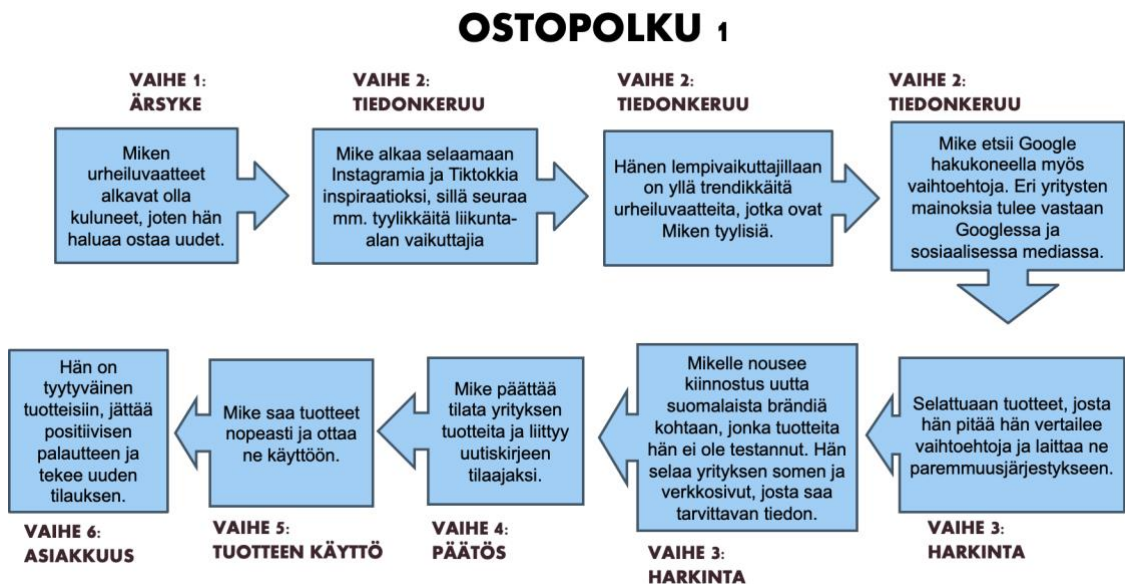 OSTOPOLKU 1
VAIHE 1:
ÄRSYKE
Miken
urheiluvaatteet
alkavat olla
kuluneet, joten hän
haluaa ostaa uudet.
VAIHE 2:
TIEDONKERUU
Mike alkaa selaamaan
Instagramia ja Tiktokkia
inspiraatioksi, sillä seuraa
mm. tyylikkäitä liikunta-
alan vaikuttajia
VAIHE 2:
TIEDONKERUU
Hänen lempivaikuttajillaan
on yllä trendikkäitä
urheiluvaatteita, jotka ovat
Miken tyylisiä.
VAIHE 2:
TIEDONKERUU
Mike etsii Google
hakukoneella myös
vaihtoehtoja. Eri yritysten
mainoksia tulee vastaan
Googlessa ja
sosiaalisessa mediassa.
Selattuaan tuotteet, josta
hän pitää hän vertailee
vaihtoehtoja ja laittaa ne
paremmuusjärjestykseen.
VAIHE 3:
HARKINTA
Mikelle nousee
kiinnostus uutta
suomalaista brändiä
kohtaan, jonka tuotteita
hän ei ole testannut. Hän
selaa yrityksen somen ja
verkkosivut, josta saa
tarvittavan tiedon.
VAIHE 3:
HARKINTA
Mike päättää
tilata yrityksen
tuotteita ja liittyy
uutiskirjeen
tilaajaksi.
VAIHE 4:
PÄÄTÖS
Mike saa tuotteet
nopeasti ja ottaa
ne käyttöön.
VAIHE 5:
TUOTTEEN KÄYTTÖ
Hän on
tyytyväinen
tuotteisiin, jättää
positiivisen
palautteen ja
tekee uuden
tilauksen.
VAIHE 6:
ASIAKKUUS